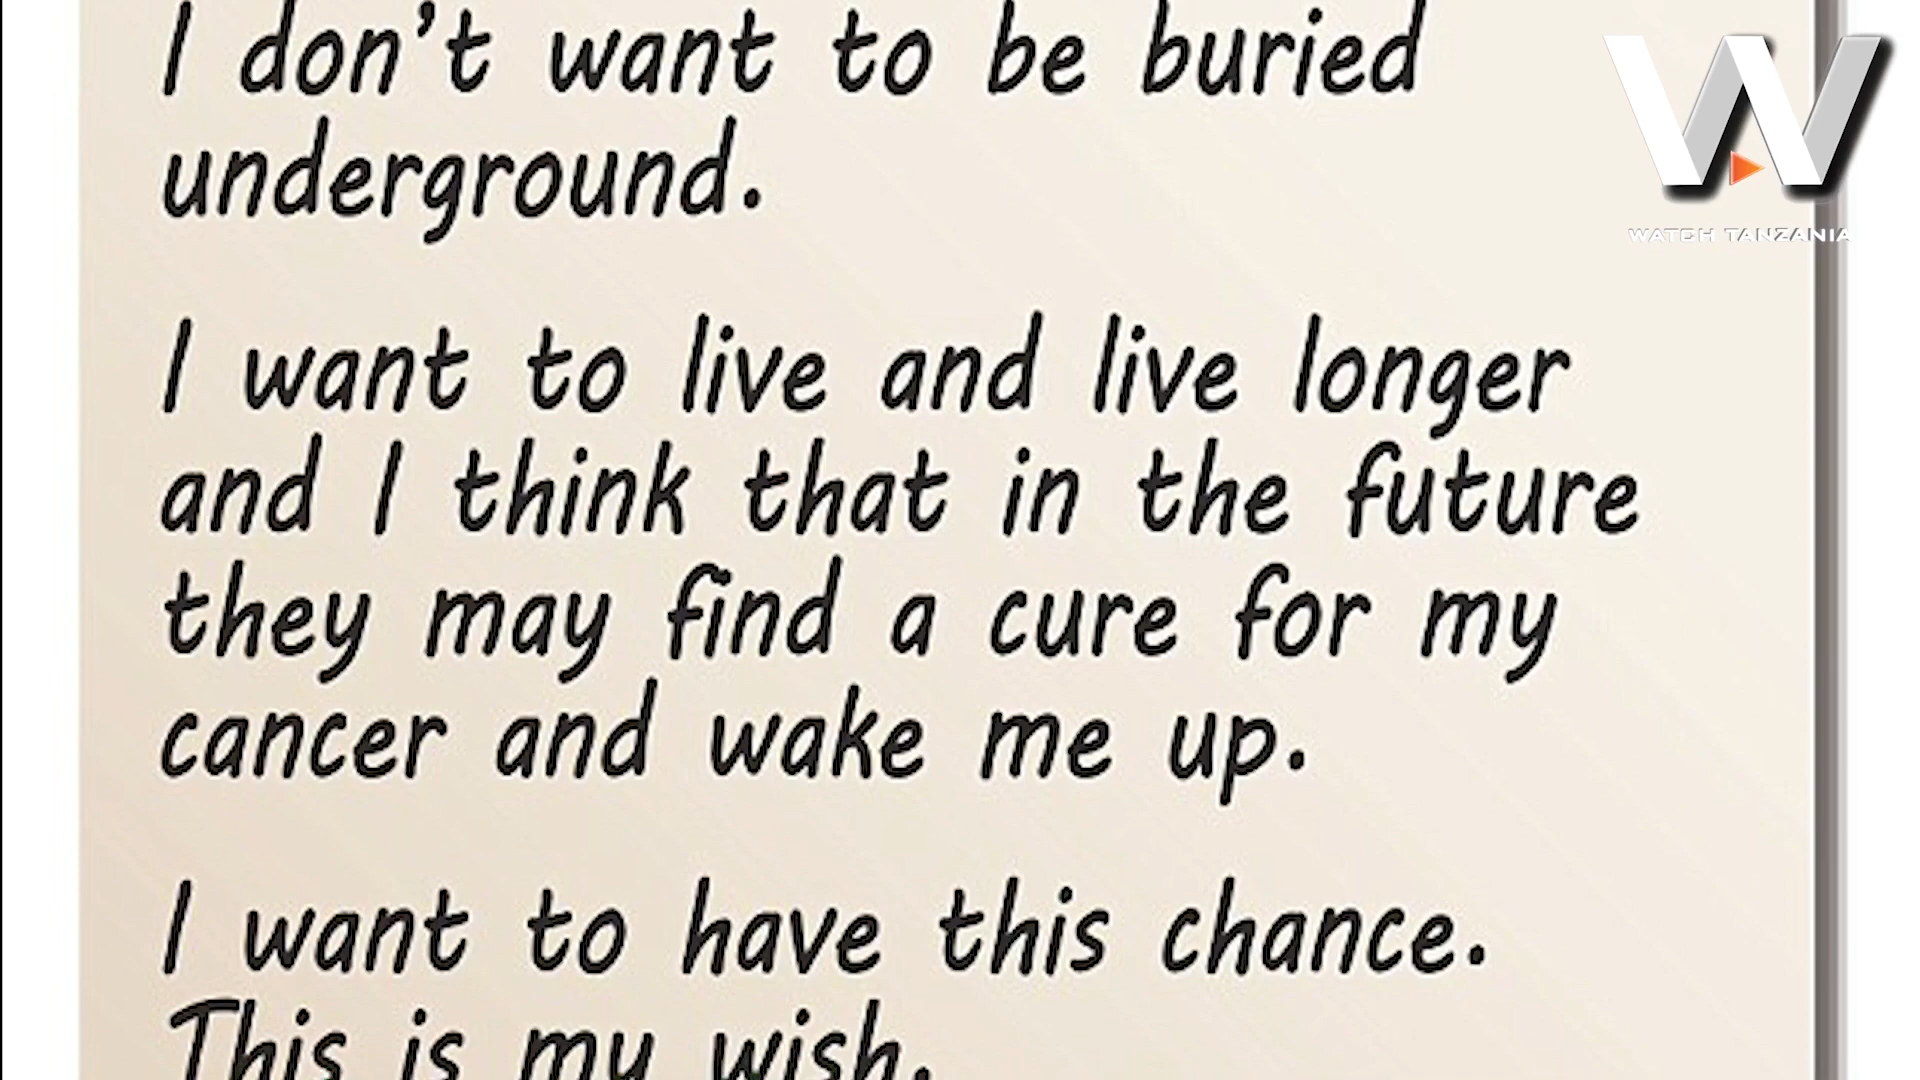 I don't want to be buried
underground.
I want to live and live longer
and I think that in the future
they may find a cure for my
cancer and wake me up.
I want to have this chance.
This is my wish.
WATCH TANZANIA